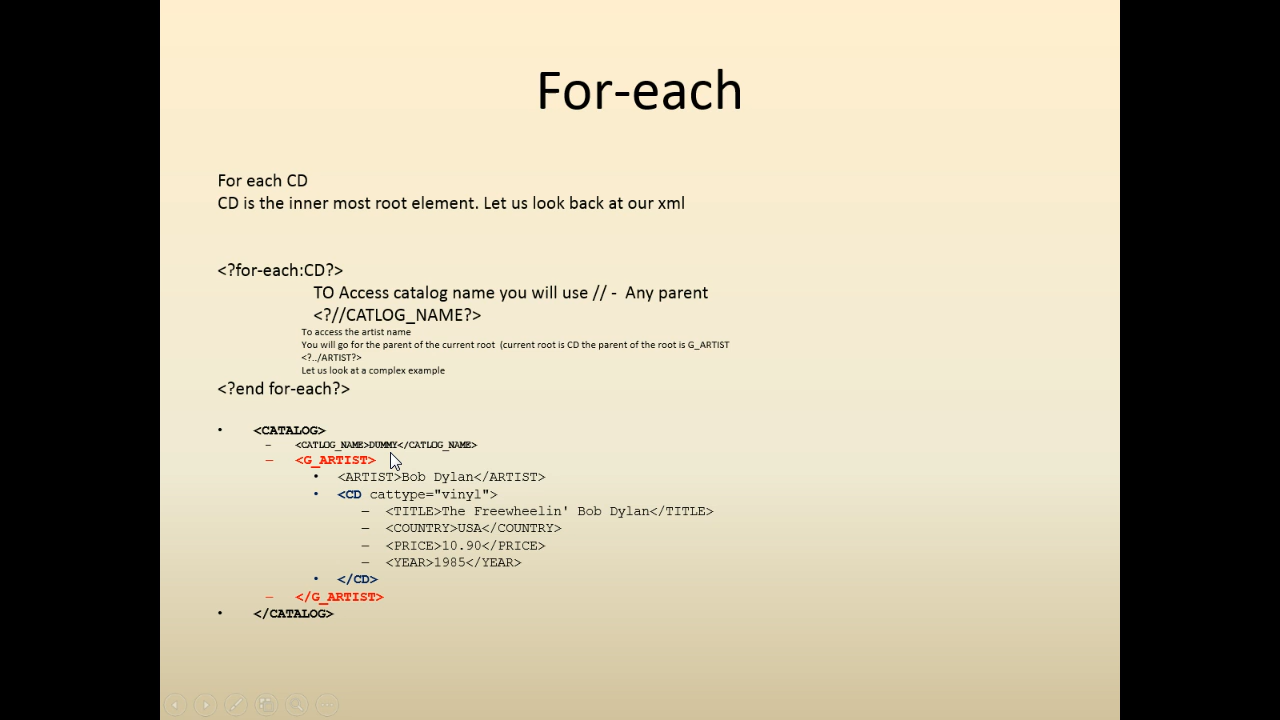 For-each
For each CD
CD is the inner most root element. Let us look back at our xml
<?for-each:CD?>
TO Access catalog name you will use // - Any parent
<?//CATLOG_NAME?>
To access the artist name
You will go for the parent of the current root (current root is CD the parent of the root is G_ARTIST
<?../ARTIST?>
Let us look at a complex example
<?end for-each?>
• <CATALOG>
– <CATLOG_NAME>DUMMY</CATLOG_NAME>
– <G_ARTIST>
• <ARTIST>Bob Dylan</ARTIST>
• <CD cattype="vinyl">
– <TITLE>The Freewheelin' Bob Dylan</TITLE>
– <COUNTRY>USA</COUNTRY>
– <PRICE>10.90</PRICE>
– <YEAR>1985</YEAR>
• </CD>
– </G_ARTIST>
• </CATALOG>